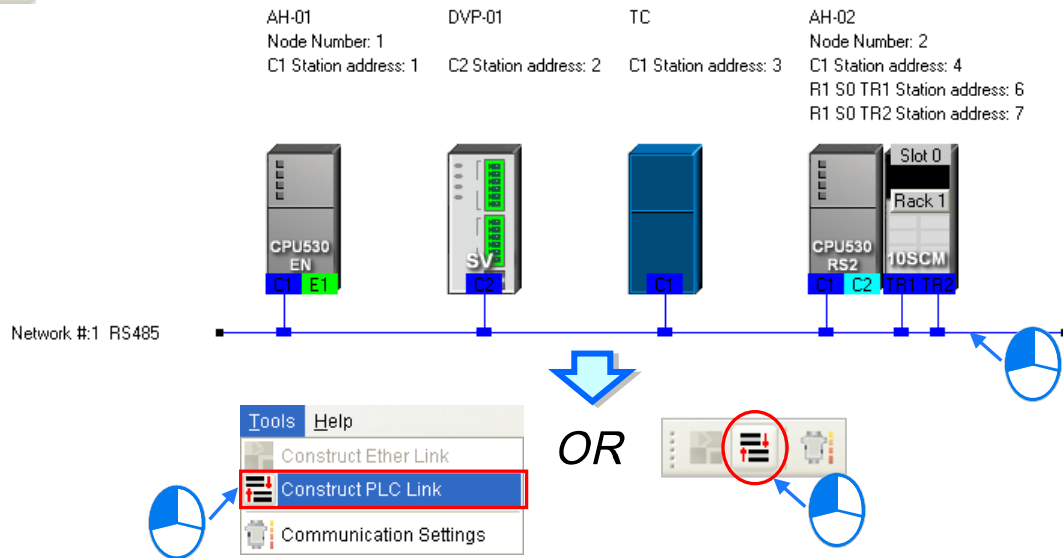 AH-01
Node Number: 1
C1 Station address: 1
DVP-01
C2 Station address: 2
TC
C1 Station address: 3
AH-02
Node Number: 2
C1 Station address: 4
R1 S0 TR1 Station address: 6
R1 S0 TR2 Station address: 7
CPU530
EN
C1 E1
SV
C2
C1
CPU530
RS2
C1 C2
Slot 0
Rack 1
10SCM
TR1 TR2
Network #:1 RS485
Tools Help
Construct Ether Link
Construct PLC Link
Communication Settings
OR